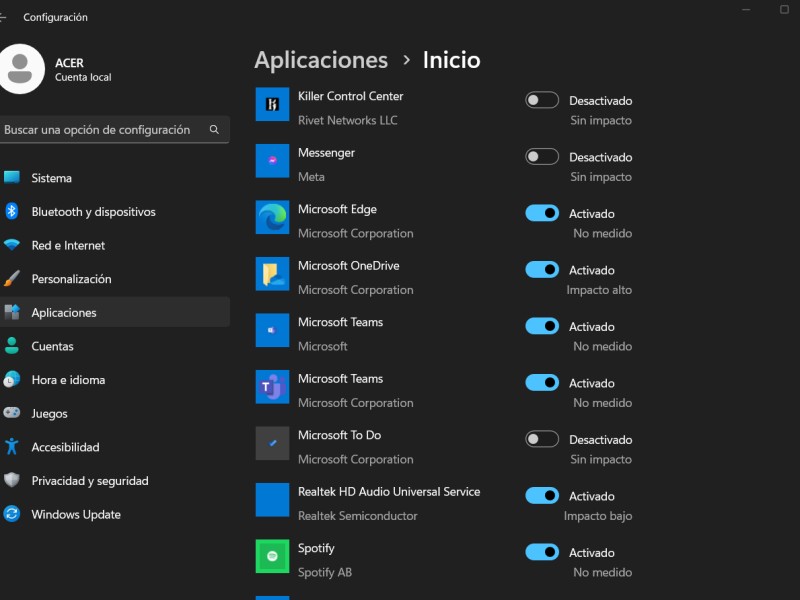 Configuración
ACER
Cuenta local
Buscar una opción de configuración
Sistema
Bluetooth y dispositivos
Red e Internet
Personalización
Aplicaciones
Cuentas
Hora e idioma
Juegos
Accesibilidad
Privacidad y seguridad
Windows Update
Aplicaciones > Inicio
Killer Control Center
Rivet Networks LLC
Desactivado
Sin impacto
Messenger
Meta
Desactivado
Sin impacto
Microsoft Edge
Microsoft Corporation
Activado
No medido
Microsoft OneDrive
Microsoft Corporation
Activado
Impacto alto
Microsoft Teams
Microsoft
Activado
No medido
Microsoft Teams
Microsoft Corporation
Activado
No medido
Microsoft To Do
Microsoft Corporation
Desactivado
Sin impacto
Realtek HD Audio Universal Service
Realtek Semiconductor
Activado
Impacto bajo
Spotify
Spotify AB
Activado
No medido